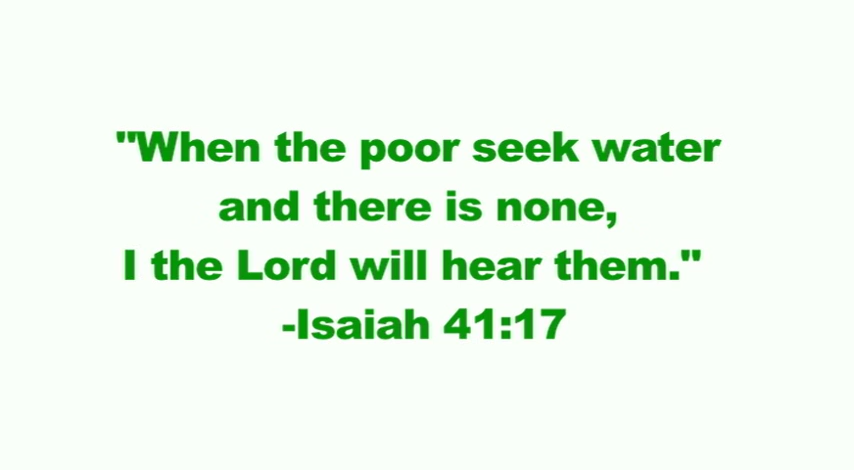 "When the poor seek water
and there is none,
I the Lord will hear them."
-Isaiah 41:17